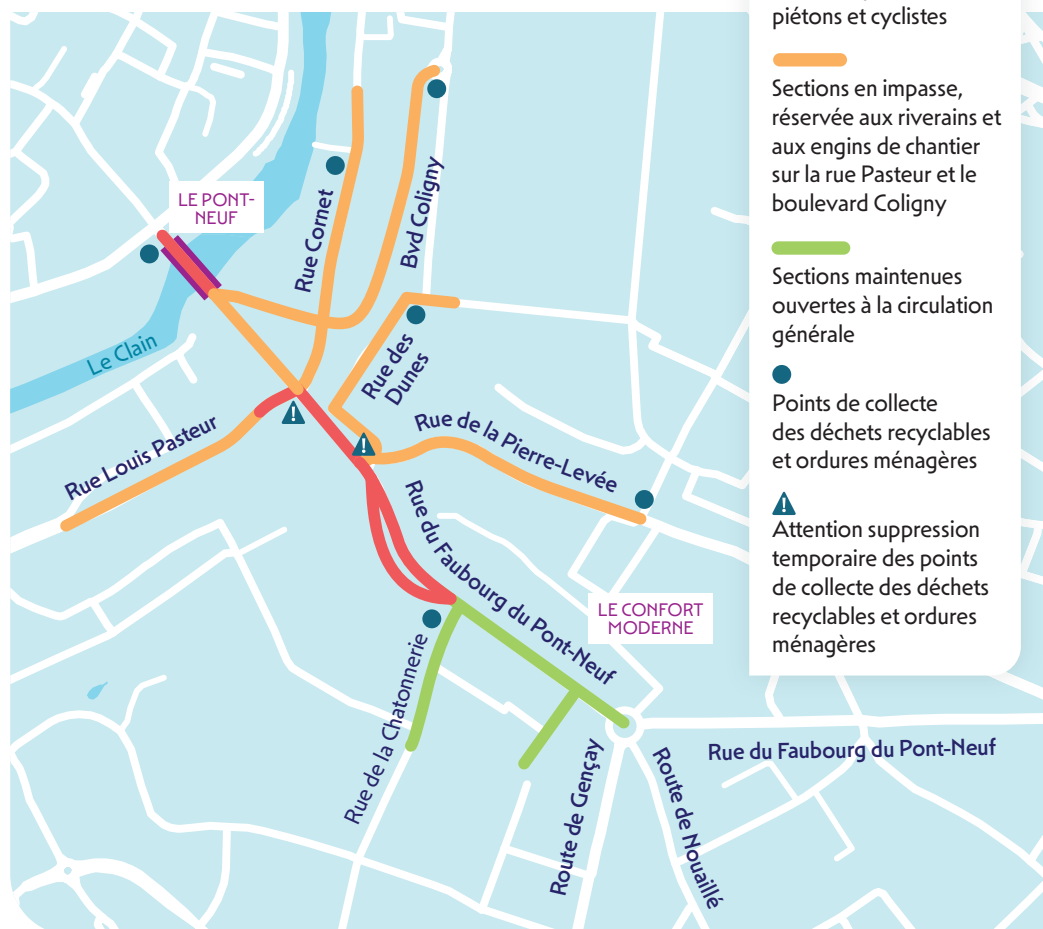 piétons et cyclistes
Sections en impasse,
réservée aux riverains et
aux engins de chantier
sur la rue Pasteur et le
boulevard Coligny
Sections maintenues
ouvertes à la circulation
générale
Points de collecte
des déchets recyclables
et ordures ménagères
Attention suppression
temporaire des points
de collecte des déchets
recyclables et ordures
ménagères
LE PONT-
NEUF
Rue Cornet
Bvd Coligny
Le Clain
Rue des
Dunes
Rue Louis Pasteur
Rue de la Pierre-Levée
Rue du Faubourg du Pont-Neuf
LE CONFORT
MODERNE
Rue de la Chatonnerie
Route de Gençay
Route de Nouaillé
Rue du Faubourg du Pont-Neuf